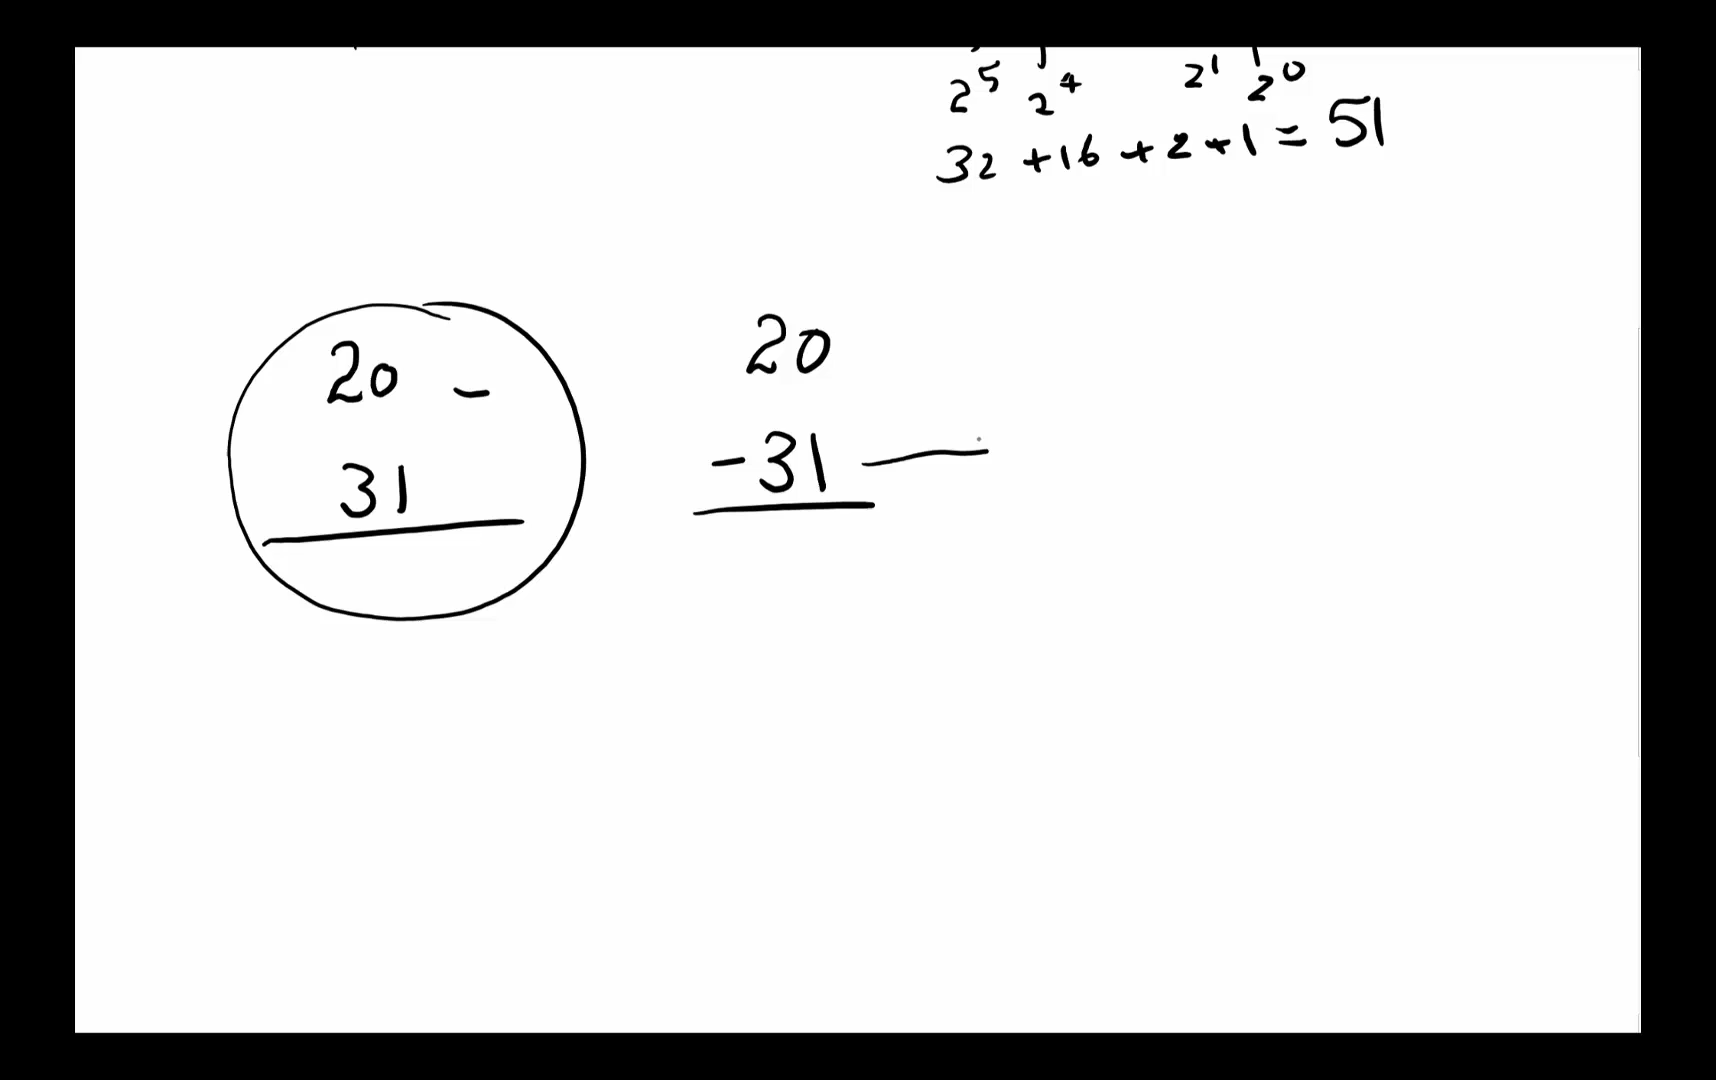 2⁵ 2⁴ 2¹ 2⁰
32 + 16 + 2 + 1 = 51
20 -
31
20
-31